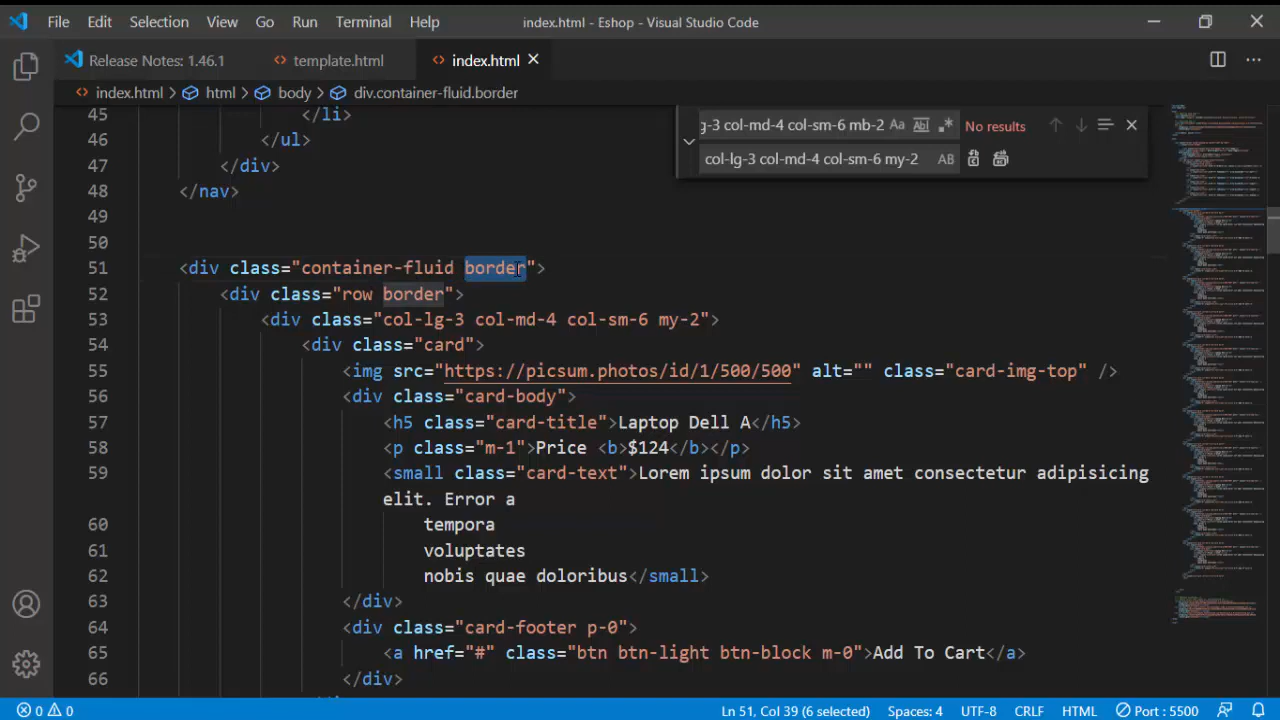 File Edit Selection View Go Run Terminal Help index.html - Eshop - Visual Studio Code
Release Notes: 1.46.1 template.html index.html
index.html > html > body > div.container-fluid.border
g-3 col-md-4 col-sm-6 mb-2 Aa Abl .* No results
col-lg-3 col-md-4 col-sm-6 my-2 AB
45 </li>
46 </ul>
47 </div>
48 </nav>
49
50
51 <div class="container-fluid border">
52 <div class="row border">
53 <div class="col-lg-3 col-md-4 col-sm-6 my-2">
54 <div class="card">
55 <img src="https://picsum.photos/id/1/500/500" alt="" class="card-img-top" />
56 <div class="card-body">
57 <h5 class="card-title">Laptop Dell A</h5>
58 <p class="m-1">Price <b>$124</b></p>
59 <small class="card-text">Lorem ipsum dolor sit amet consectetur adipisicing
elit. Error a
60 tempora
61 voluptates
62 nobis quae doloribus</small>
63 </div>
64 <div class="card-footer p-0">
65 <a href="#" class="btn btn-light btn-block m-0">Add To Cart</a>
66 </div>
0 0 Ln 51, Col 39 (6 selected) Spaces: 4 UTF-8 CRLF HTML Port : 5500